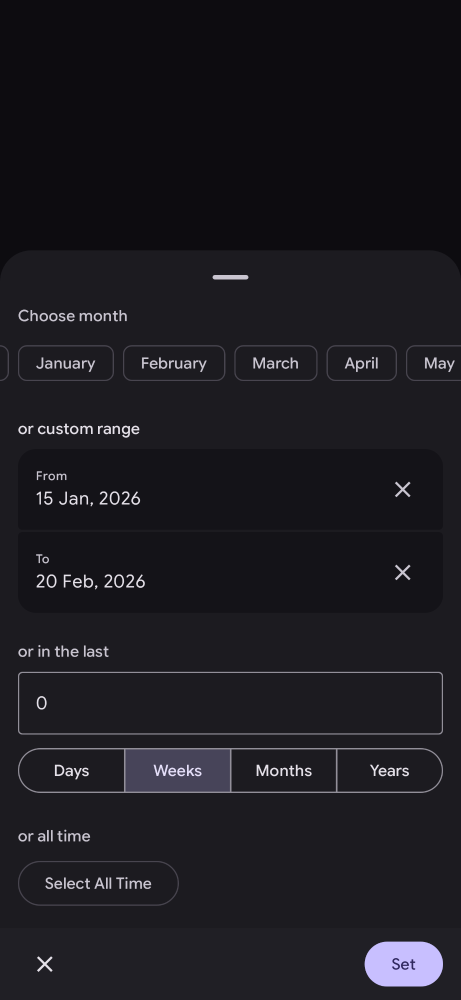 Choose month
January February March April May
or custom range
From
15 Jan, 2026
To
20 Feb, 2026
or in the last
0
Days Weeks Months Years
or all time
Select All Time
Set